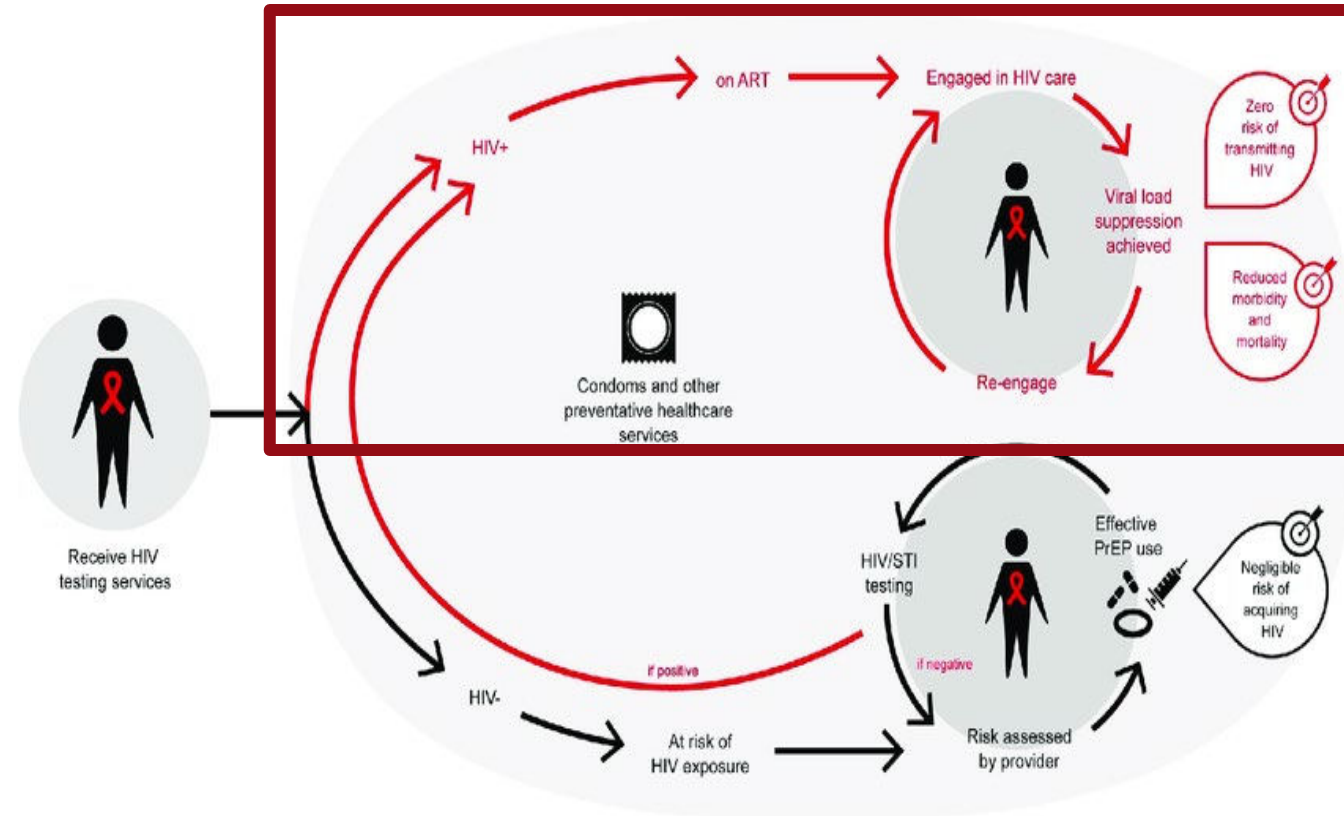 on ART
Engaged in HIV care
HIV+
Zero
risk of
transmitting
HIV
Viral load
suppression
achieved
Reduced
morbidity
and
mortality
Re-engage
Condoms and other
preventative healthcare
services
Receive HIV
testing services
HIV/STI
testing
Effective
PrEP use
Negligible
risk of
acquiring
HIV
if positive
if negative
HIV-
At risk of
HIV exposure
Risk assessed
by provider